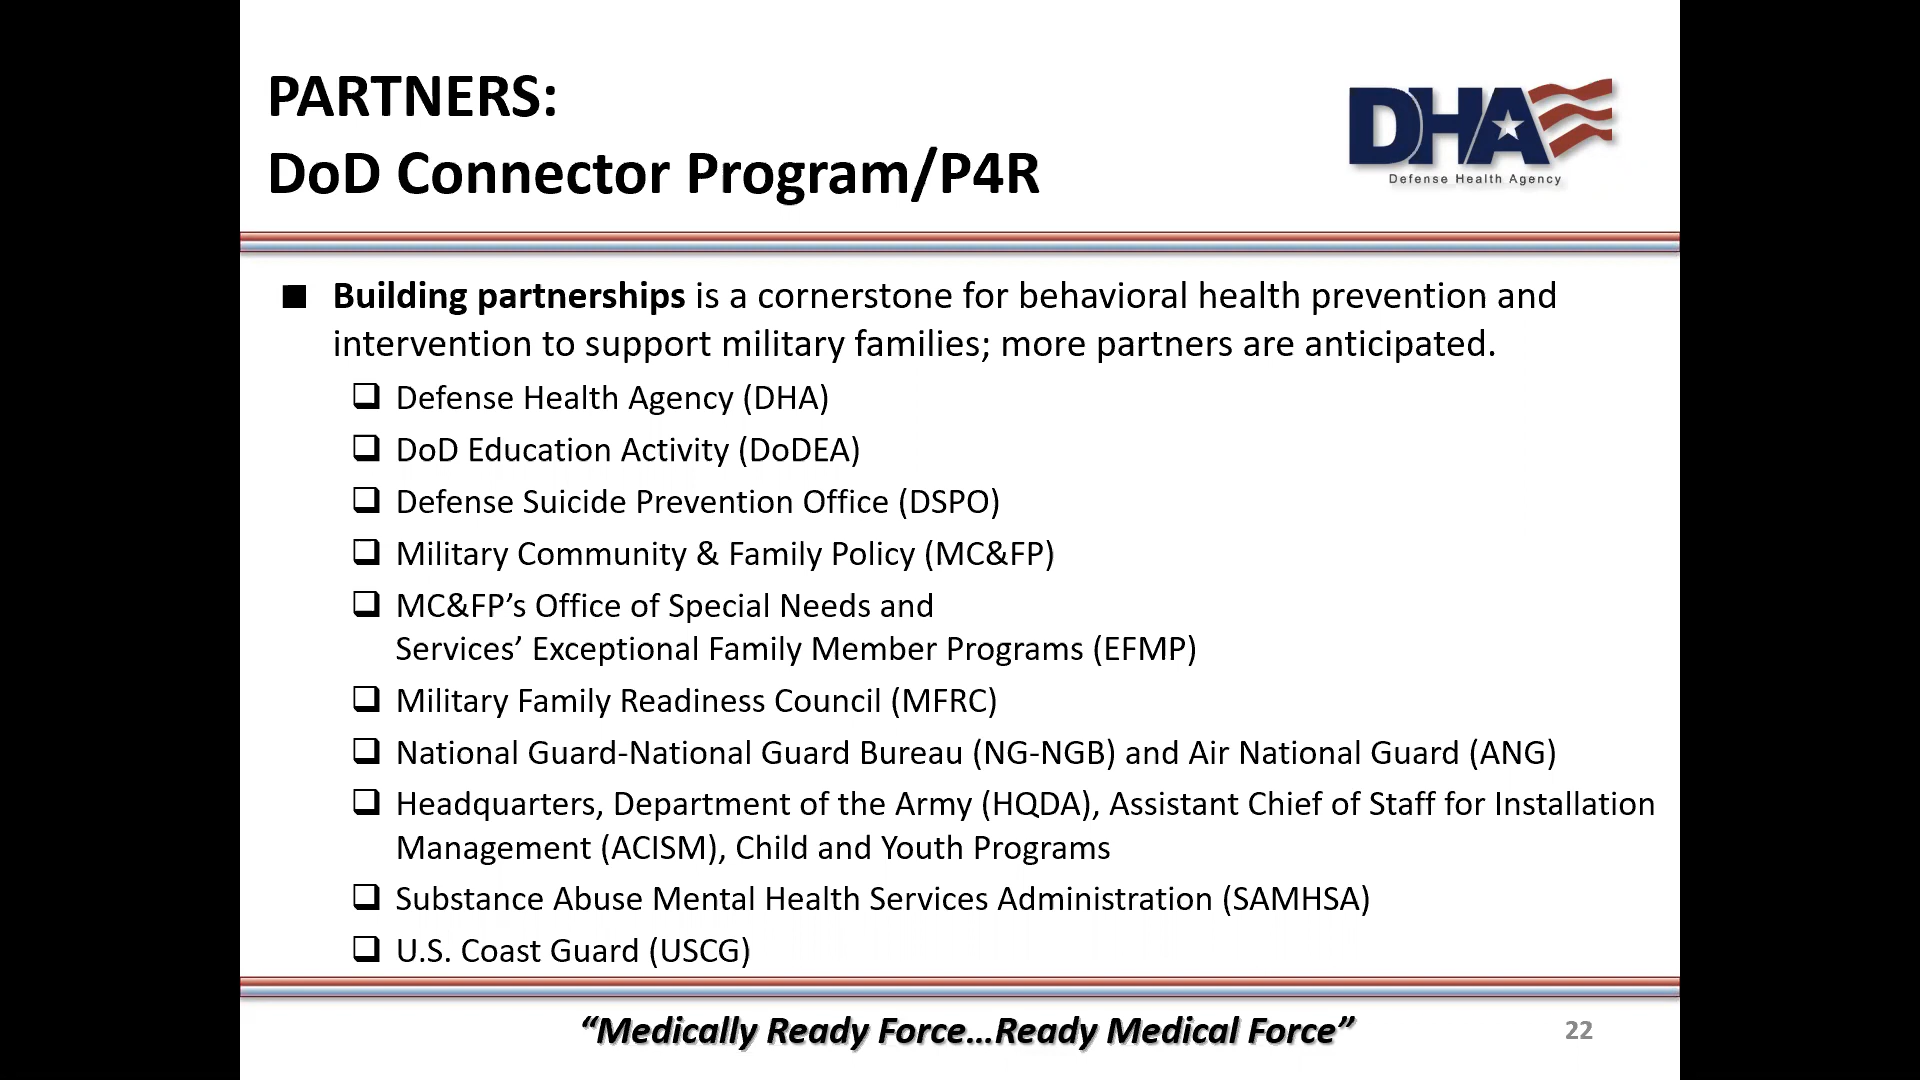 PARTNERS:
DoD Connector Program/P4R
DHA
Defense Health Agency
■ Building partnerships is a cornerstone for behavioral health prevention and
intervention to support military families; more partners are anticipated.
❑ Defense Health Agency (DHA)
❑ DoD Education Activity (DoDEA)
❑ Defense Suicide Prevention Office (DSPO)
❑ Military Community & Family Policy (MC&FP)
❑ MC&FP’s Office of Special Needs and
Services’ Exceptional Family Member Programs (EFMP)
❑ Military Family Readiness Council (MFRC)
❑ National Guard-National Guard Bureau (NG-NGB) and Air National Guard (ANG)
❑ Headquarters, Department of the Army (HQDA), Assistant Chief of Staff for Installation
Management (ACISM), Child and Youth Programs
❑ Substance Abuse Mental Health Services Administration (SAMHSA)
❑ U.S. Coast Guard (USCG)
“Medically Ready Force…Ready Medical Force”
22